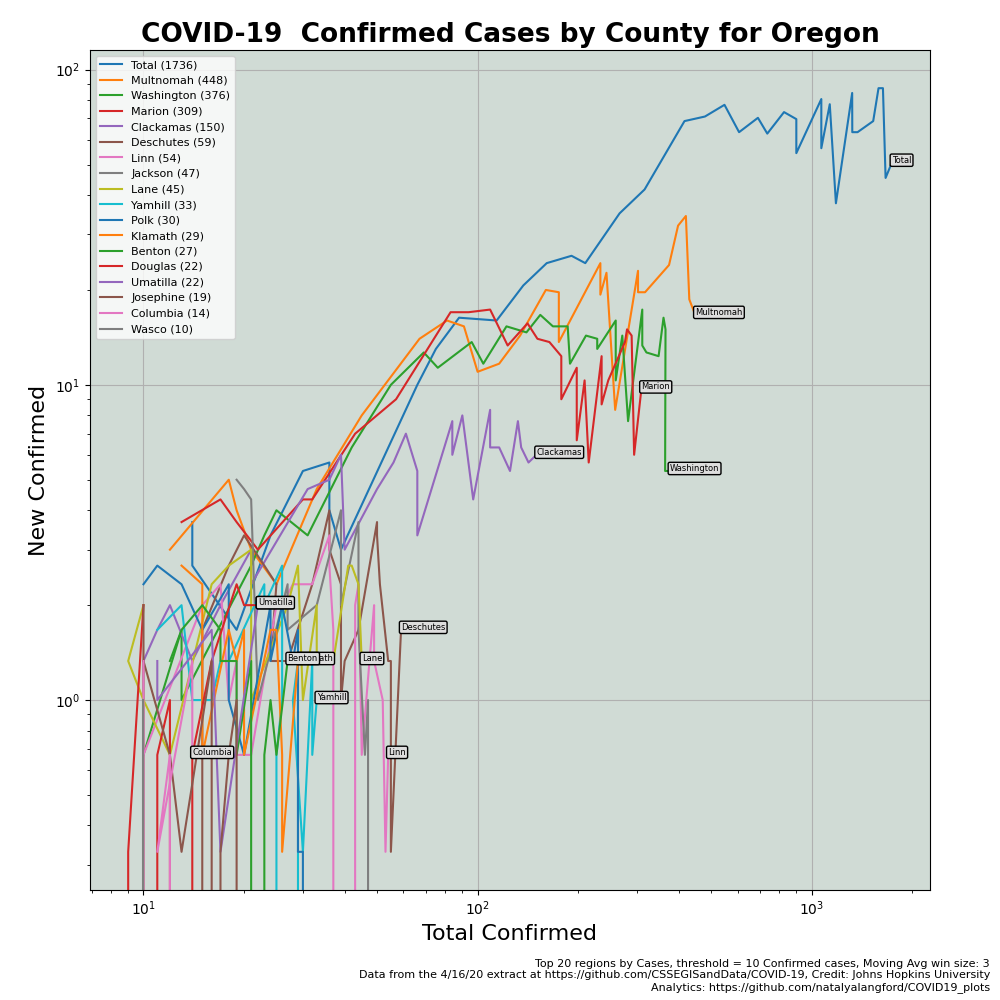 COVID-19  Confirmed Cases by County for Oregon
Total (1736)
Multnomah (448)
Washington (376)
Marion (309)
Clackamas (150)
Deschutes (59)
Linn (54)
Jackson (47)
Lane (45)
Yamhill (33)
Polk (30)
Klamath (29)
Benton (27)
Douglas (22)
Umatilla (22)
Josephine (19)
Columbia (14)
Wasco (10)
10²
10¹
10⁰
New Confirmed
Total
Multnomah
Marion
Clackamas
Washington
Umatilla
Deschutes
Benton
ath
Lane
Yamhill
Columbia
Linn
10¹
10²
10³
Total Confirmed
Top 20 regions by Cases, threshold = 10 Confirmed cases, Moving Avg win size: 3
Data from the 4/16/20 extract at https://github.com/CSSEGISandData/COVID-19, Credit: Johns Hopkins University
Analytics: https://github.com/natalyalangford/COVID19_plots